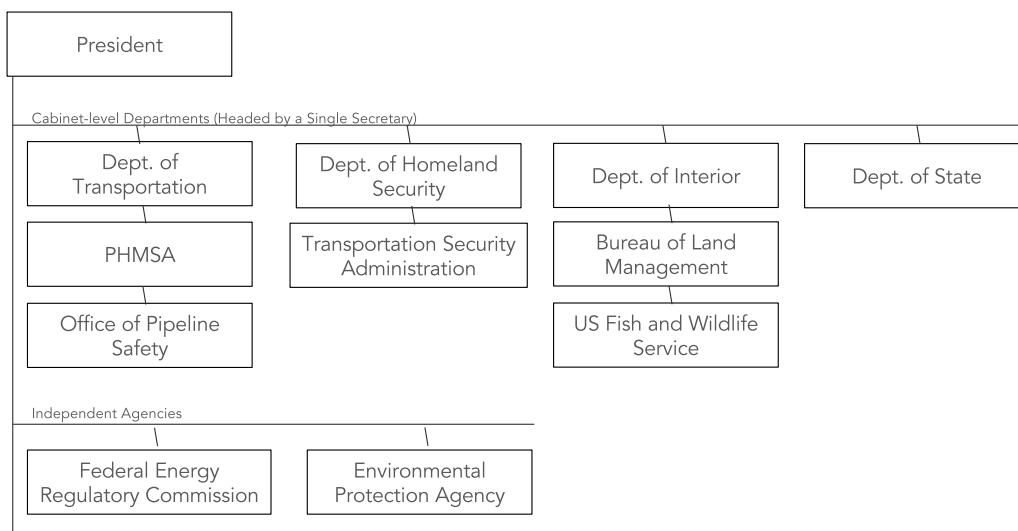 President
Cabinet-level Departments (Headed by a Single Secretary)
Dept. of
Transportation
Dept. of Homeland
Security
Dept. of Interior
Dept. of State
PHMSA
Transportation Security
Administration
Bureau of Land
Management
Office of Pipeline
Safety
US Fish and Wildlife
Service
Independent Agencies
Federal Energy
Regulatory Commission
Environmental
Protection Agency